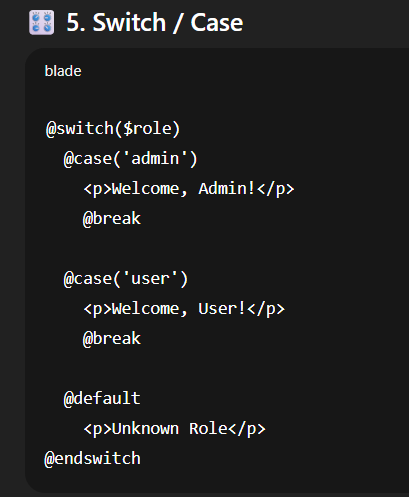 🎛️ 5. Switch / Case
blade
@switch($role)
  @case('admin')
    <p>Welcome, Admin!</p>
    @break

  @case('user')
    <p>Welcome, User!</p>
    @break

  @default
    <p>Unknown Role</p>
@endswitch